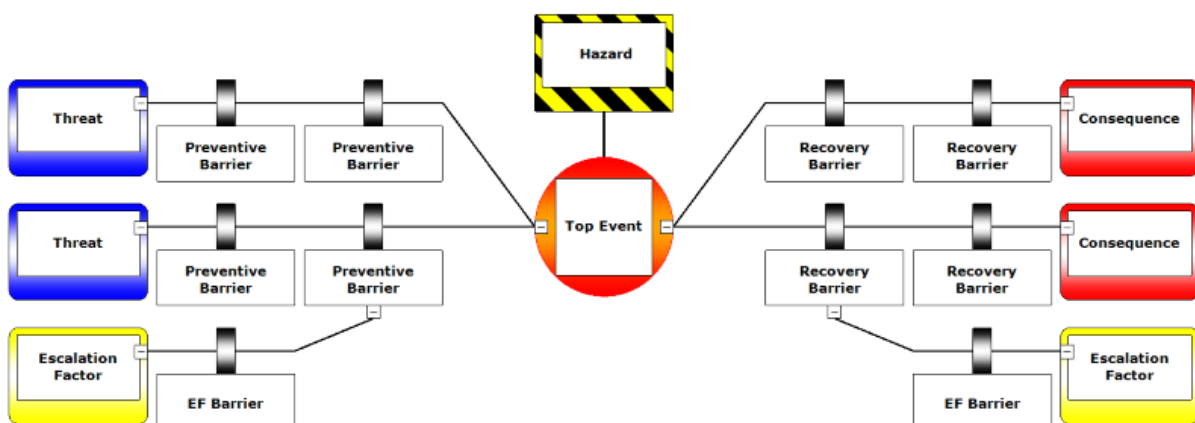 Hazard
Threat
Preventive
Barrier
Preventive
Barrier
Recovery
Barrier
Recovery
Barrier
Consequence
Top Event
Threat
Preventive
Barrier
Preventive
Barrier
Recovery
Barrier
Recovery
Barrier
Consequence
Escalation
Factor
EF Barrier
EF Barrier
Escalation
Factor